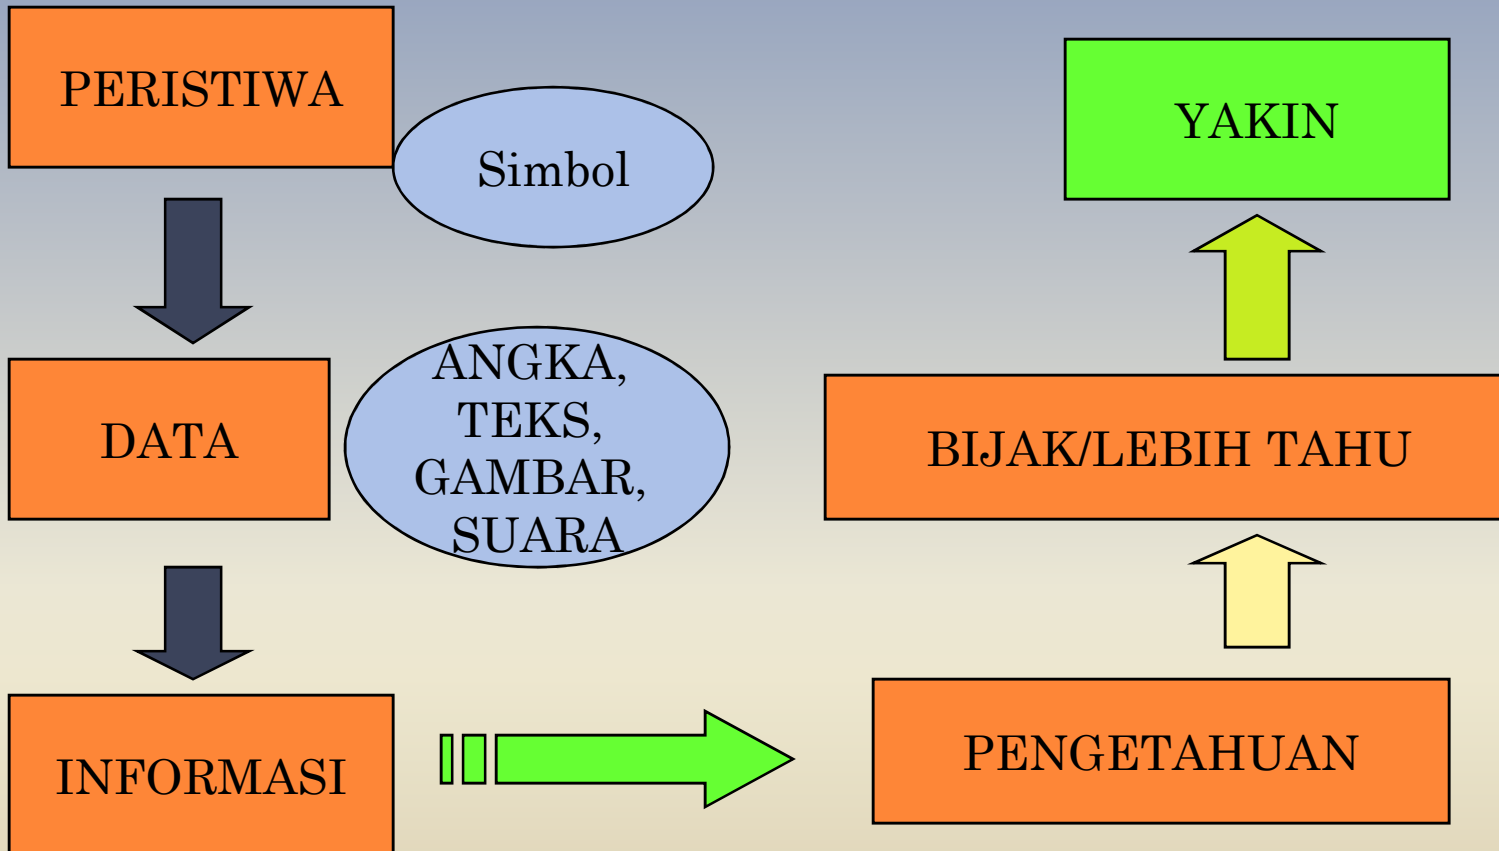 PERISTIWA
Simbol
DATA
ANGKA,
TEKS,
GAMBAR,
SUARA
INFORMASI
PENGETAHUAN
BIJAK/LEBIH TAHU
YAKIN